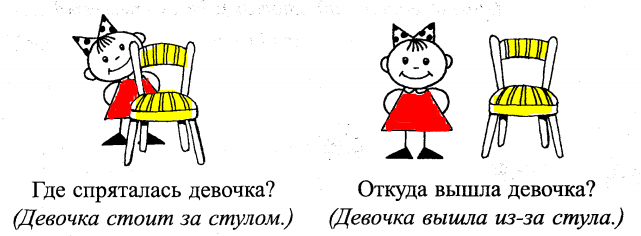 Где спряталась девочка?
(Девочка стоит за стулом.)
Откуда вышла девочка?
(Девочка вышла из-за стула.)